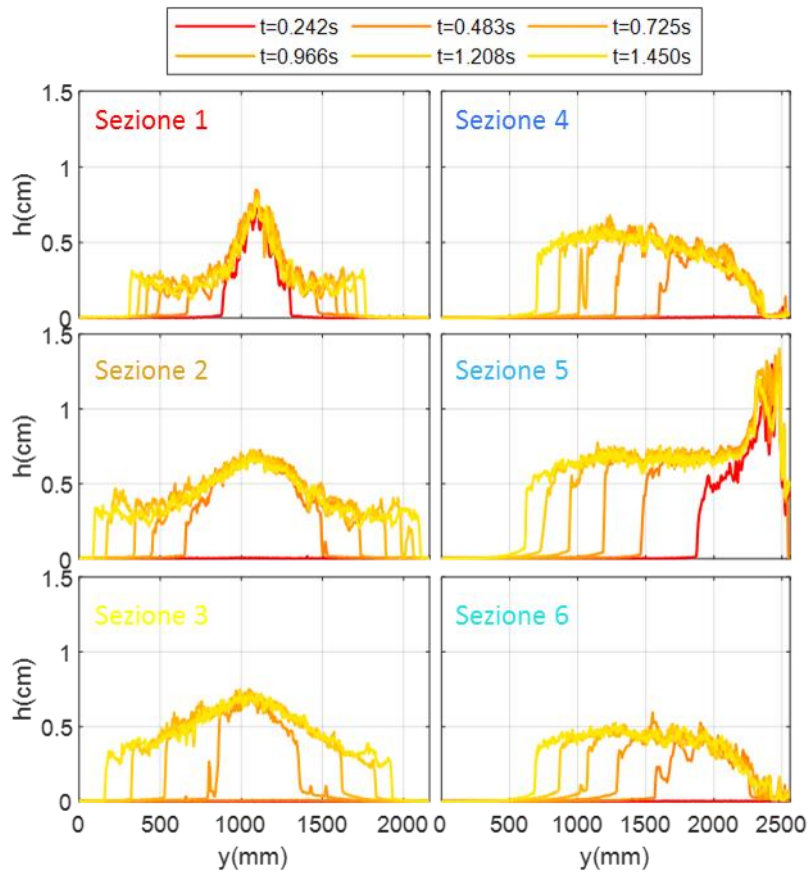 t=0.242s t=0.483s t=0.725s
t=0.966s t=1.208s t=1.450s
1.5
Sezione 1
1
h(cm)
0.5
0
Sezione 4
h(cm)
1.5
Sezione 2
1
h(cm)
0.5
0
Sezione 5
h(cm)
1.5
Sezione 3
1
h(cm)
0.5
0
0 500 1000 1500 2000
y(mm)
Sezione 6
h(cm)
0 500 1000 1500 2000 2500
y(mm)